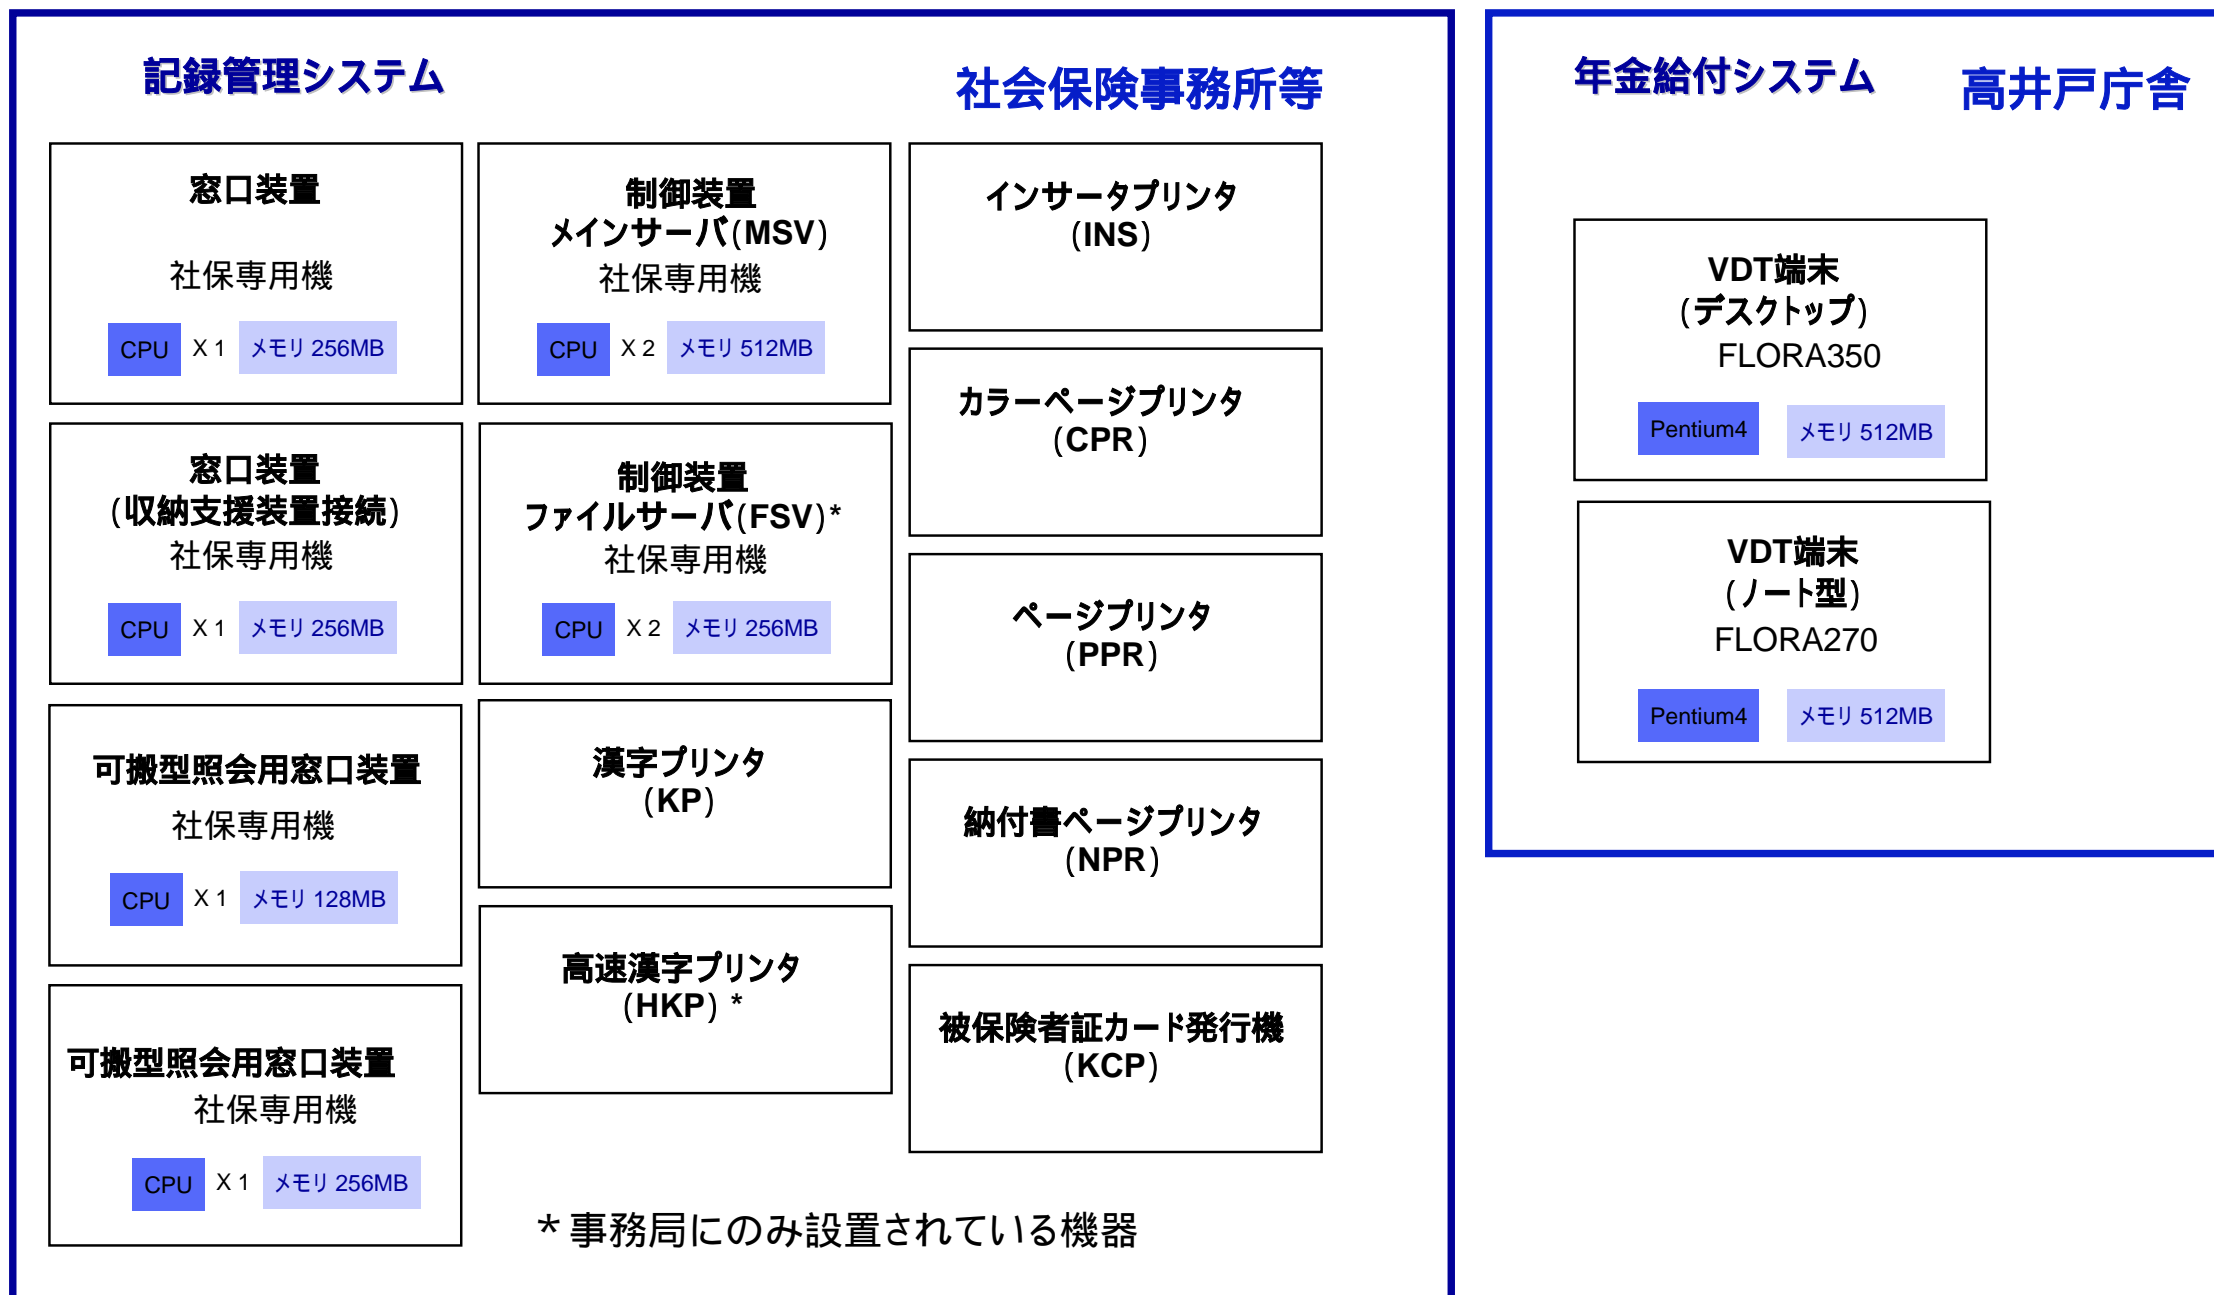 記録管理システム
社会保険事務所等
窓口装置
社保専用機
CPU X 1 メモリ 256MB
窓口装置
(収納支援装置接続)
社保専用機
CPU X 1 メモリ 256MB
可搬型照会用窓口装置
社保専用機
CPU X 1 メモリ 128MB
可搬型照会用窓口装置
社保専用機
CPU X 1 メモリ 256MB
制御装置
メインサーバ(MSV)
社保専用機
CPU X 2 メモリ 512MB
制御装置
ファイルサーバ(FSV)*
社保専用機
CPU X 2 メモリ 256MB
漢字プリンタ
(KP)
高速漢字プリンタ
(HKP) *
インサータプリンタ
(INS)
カラーページプリンタ
(CPR)
ページプリンタ
(PPR)
納付書ページプリンタ
(NPR)
被保険者証カード発行機
(KCP)
*事務局にのみ設置されている機器
年金給付システム
高井戸庁舎
VDT端末
(デスクトップ)
FLORA350
Pentium4 メモリ 512MB
VDT端末
(ノート型)
FLORA270
Pentium4 メモリ 512MB